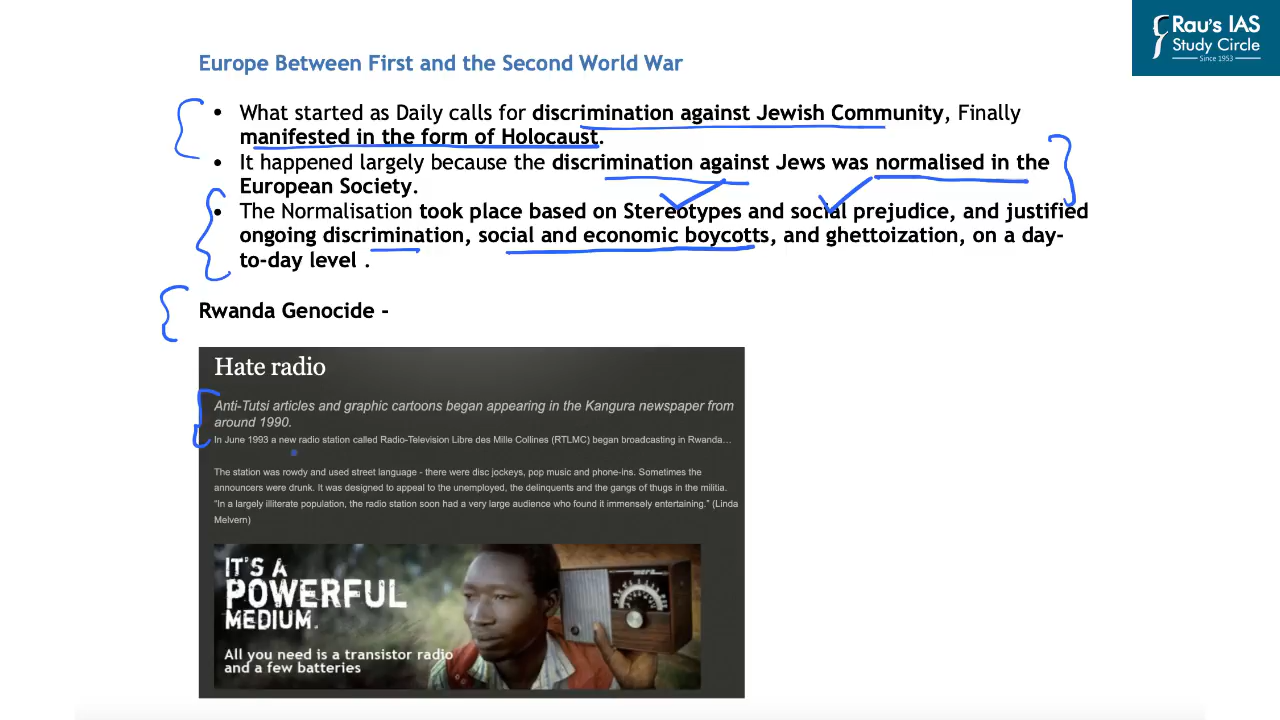 Rau's IAS
Study Circle
Since 1953
Europe Between First and the Second World War
• What started as Daily calls for discrimination against Jewish Community, Finally
manifested in the form of Holocaust.
• It happened largely because the discrimination against Jews was normalised in the
European Society.
• The Normalisation took place based on Stereotypes and social prejudice, and justified
ongoing discrimination, social and economic boycotts, and ghettoization, on a day-
to-day level .
Rwanda Genocide -
Hate radio
Anti-Tutsi articles and graphic cartoons began appearing in the Kangura newspaper from
around 1990.
In June 1993 a new radio station called Radio-Television Libre des Mille Collines (RTLMC) began broadcasting in Rwanda...
The station was rowdy and used street language - there were disc jockeys, pop music and phone-ins. Sometimes the
announcers were drunk. It was designed to appeal to the unemployed, the delinquents and the gangs of thugs in the militia.
"In a largely illiterate population, the radio station soon had a very large audience who found it immensely entertaining." (Linda
Melvern)
IT'S A
POWERFUL
MEDIUM.
All you need is a transistor radio
and a few batteries